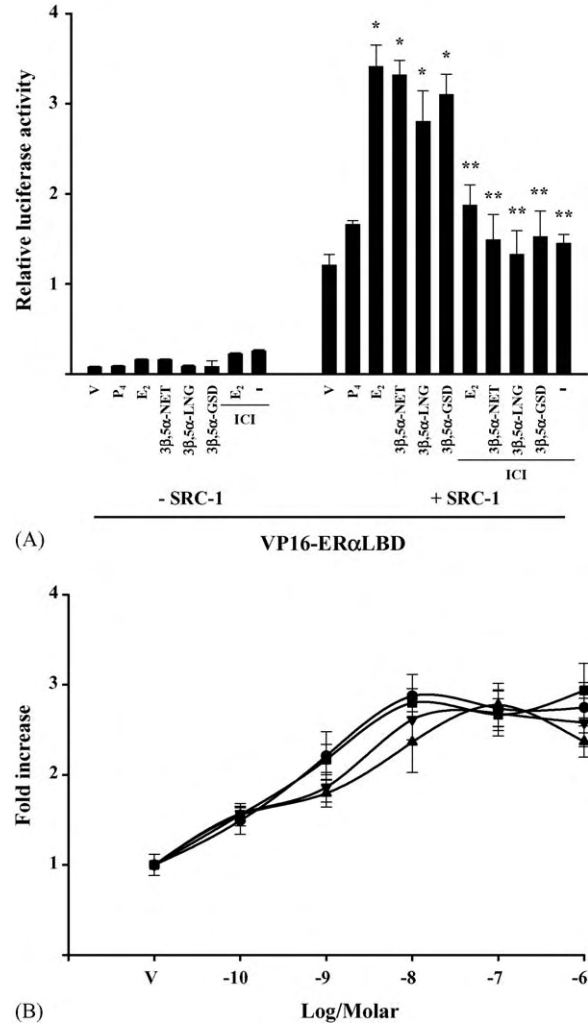 4
3
2
1
Relative luciferase activity
* * * *
** ** ** ** **
V P4 E2 3β,5α-NET 3β,5α-LNG 3β,5α-GSD E2 -
ICI
V P4 E2 3β,5α-NET 3β,5α-LNG 3β,5α-GSD E2 3β,5α-NET 3β,5α-LNG 3β,5α-GSD -
ICI
- SRC-1 + SRC-1
(A) VP16-ERαLBD
4
3
2
1
Fold increase
V -10 -9 -8 -7 -6
(B) Log/Molar